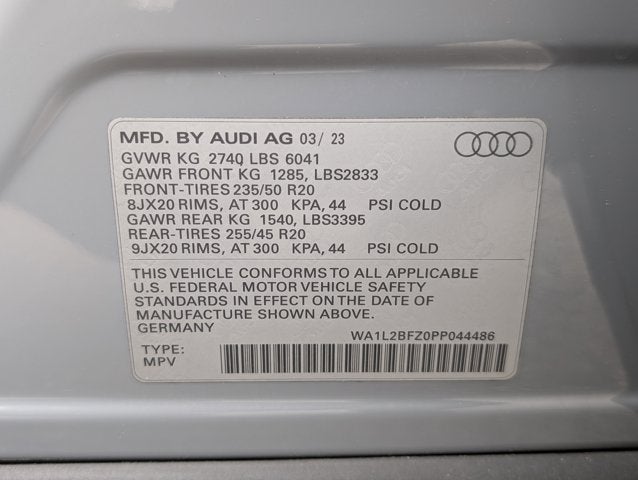 MFD. BY AUDI AG 03/ 23
GVWR KG 2740 LBS 6041
GAWR FRONT KG 1285, LBS2833
FRONT-TIRES 235/50 R20
8JX20 RIMS, AT 300 KPA, 44 PSI COLD
GAWR REAR KG 1540, LBS3395
REAR-TIRES 255/45 R20
9JX20 RIMS, AT 300 KPA, 44 PSI COLD
THIS VEHICLE CONFORMS TO ALL APPLICABLE
U.S. FEDERAL MOTOR VEHICLE SAFETY
STANDARDS IN EFFECT ON THE DATE OF
MANUFACTURE SHOWN ABOVE.
GERMANY
WA1L2BFZ0PP044486
TYPE:
MPV